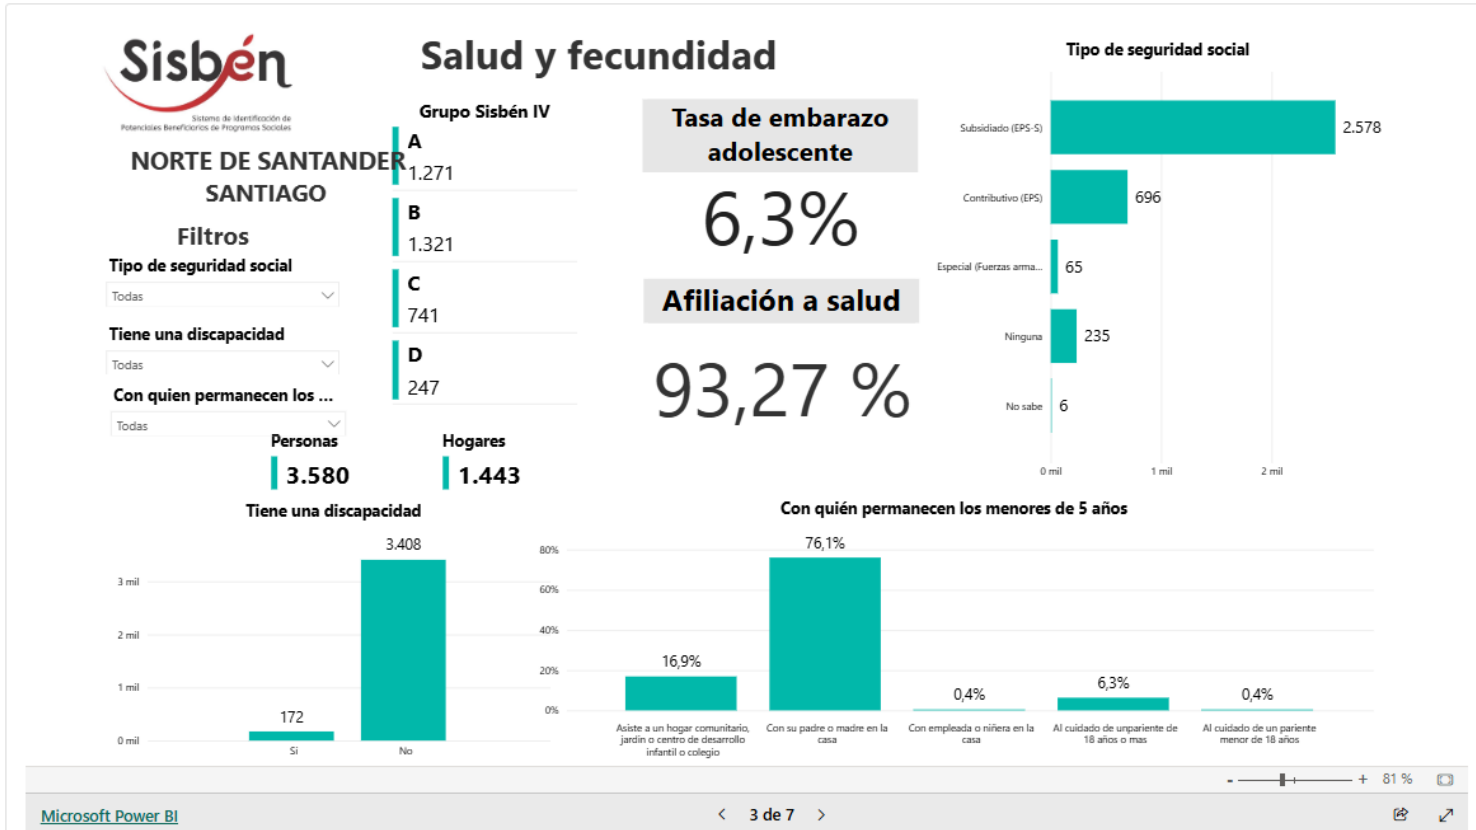 Sisbén
Sistema de Identificación de
Potenciales Beneficiarios de Programas Sociales
NORTE DE SANTANDER
SANTIAGO
Filtros
Tipo de seguridad social
Todas
Tiene una discapacidad
Todas
Con quien permanecen los ...
Todas
Salud y fecundidad
Grupo Sisbén IV
A
1.271
B
1.321
C
741
D
247
Personas
3.580
Hogares
1.443
Tasa de embarazo
adolescente
6,3%
Afiliación a salud
93,27 %
Tipo de seguridad social
Subsidiado (EPS-S)
2.578
Contributivo (EPS)
696
Especial (Fuerzas arma...
65
Ninguna
235
No sabe
6
0 mil
1 mil
2 mil
Tiene una discapacidad
3 mil
2 mil
1 mil
0 mil
172
3.408
Si
No
Con quién permanecen los menores de 5 años
80%
60%
40%
20%
0%
16,9%
76,1%
0,4%
6,3%
0,4%
Asiste a un hogar comunitario,
jardin o centro de desarrollo
infantil o colegio
Con su padre o madre en la
casa
Con empleada o niñera en la
casa
Al cuidado de unpariente de
18 años o mas
Al cuidado de un pariente
menor de 18 años
- + 81 %
Microsoft Power BI
< 3 de 7 >